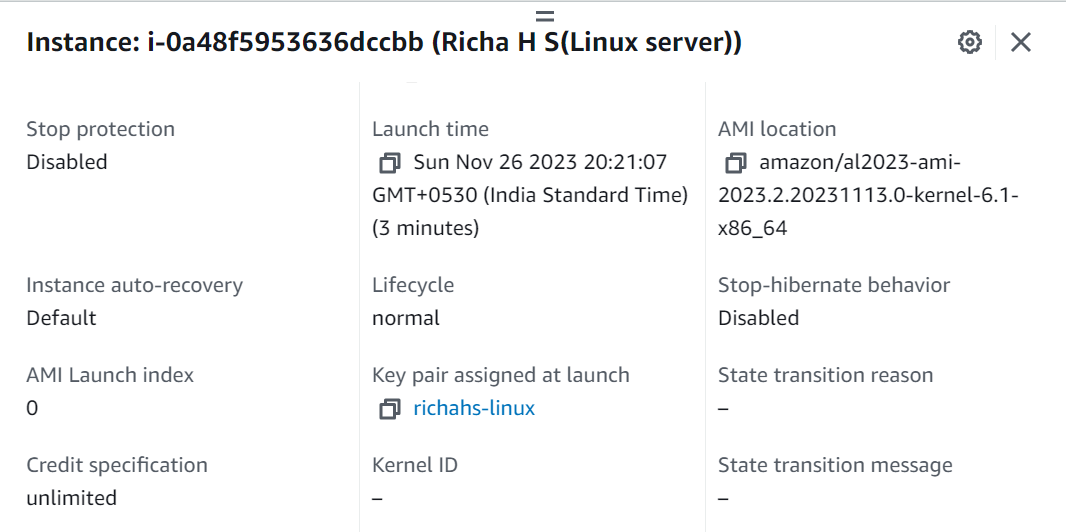 Instance: i-0a48f5953636dccbb (Richa H S(Linux server))
Stop protection
Disabled
Launch time
Sun Nov 26 2023 20:21:07
GMT+0530 (India Standard Time)
(3 minutes)
AMI location
amazon/al2023-ami-
2023.2.20231113.0-kernel-6.1-
x86_64
Instance auto-recovery
Default
Lifecycle
normal
Stop-hibernate behavior
Disabled
AMI Launch index
0
Key pair assigned at launch
richahs-linux
State transition reason
–
Credit specification
unlimited
Kernel ID
–
State transition message
–